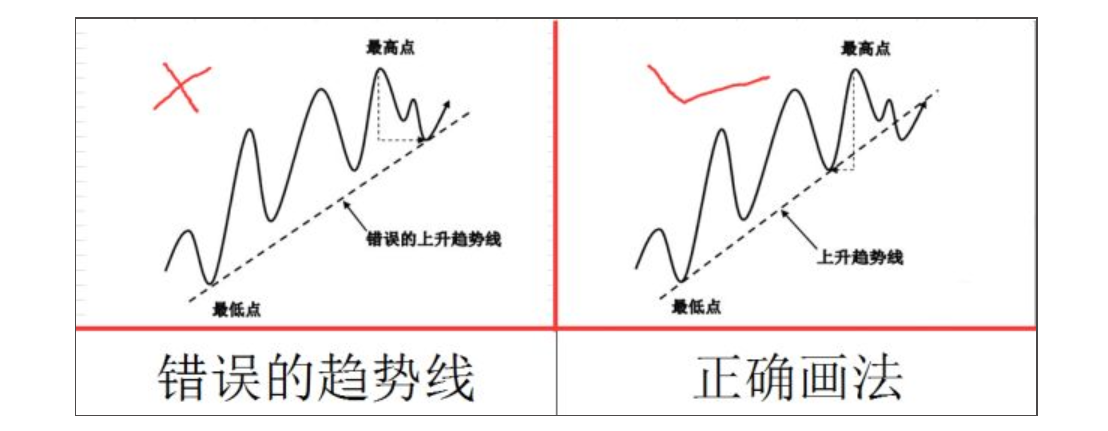 最高点
错误的上升趋势线
最低点
错误的趋势线
最高点
上升趋势线
最低点
正确画法